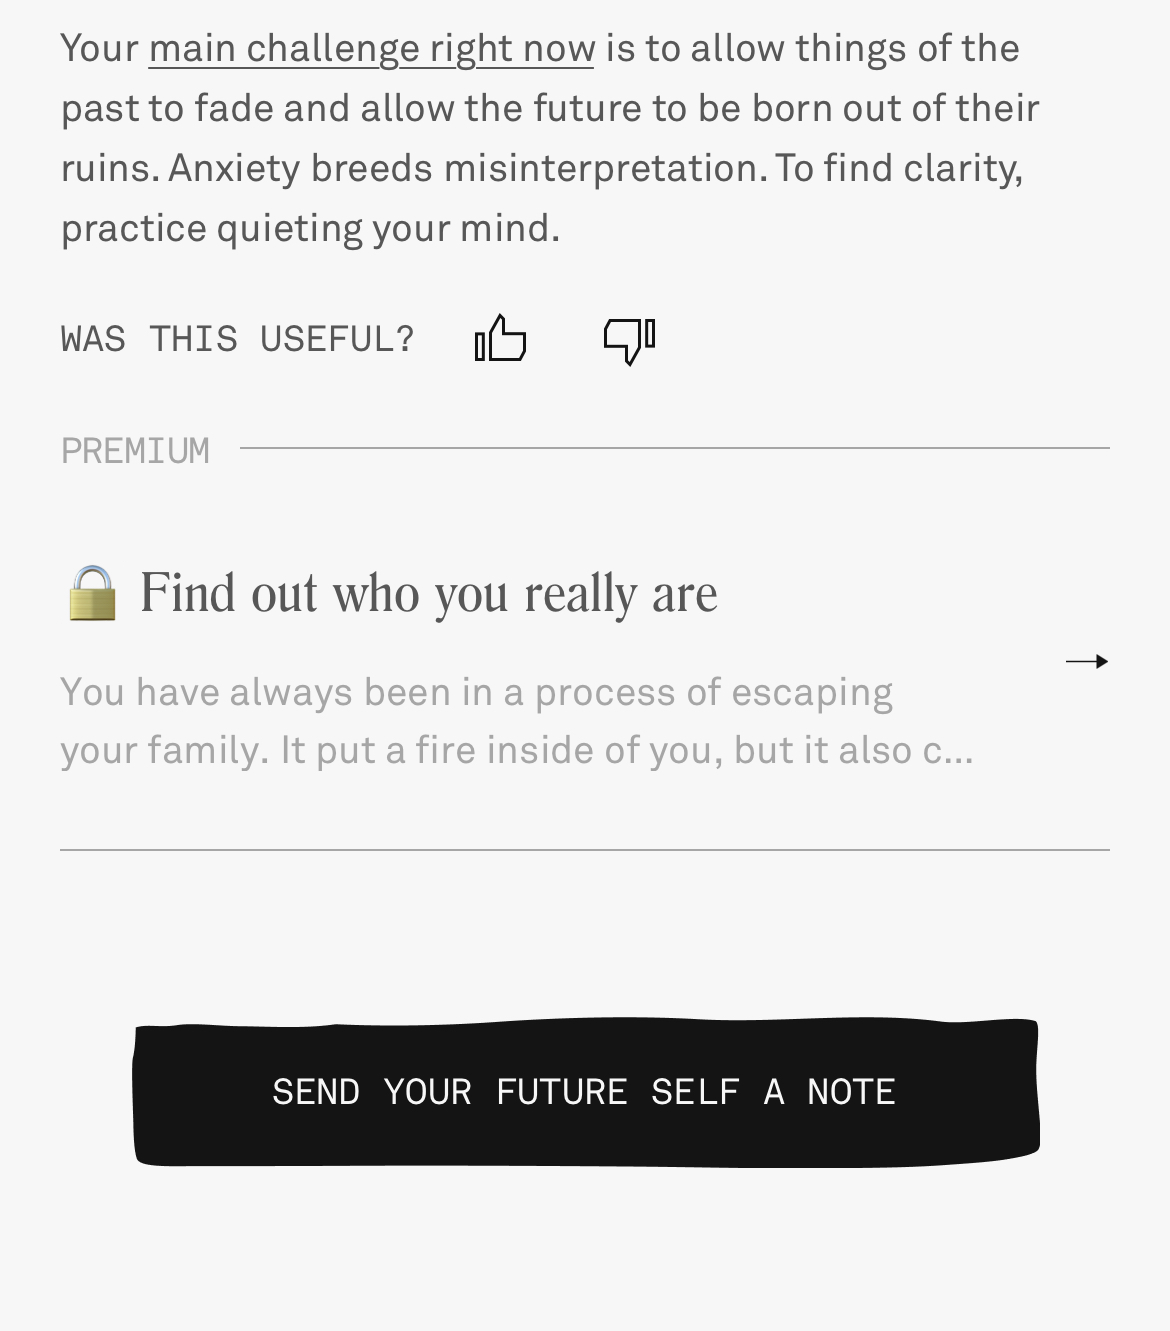 Your main challenge right now is to allow things of the
past to fade and allow the future to be born out of their
ruins. Anxiety breeds misinterpretation. To find clarity,
practice quieting your mind.
WAS THIS USEFUL?
PREMIUM
Find out who you really are
You have always been in a process of escaping
your family. It put a fire inside of you, but it also c...
SEND YOUR FUTURE SELF A NOTE